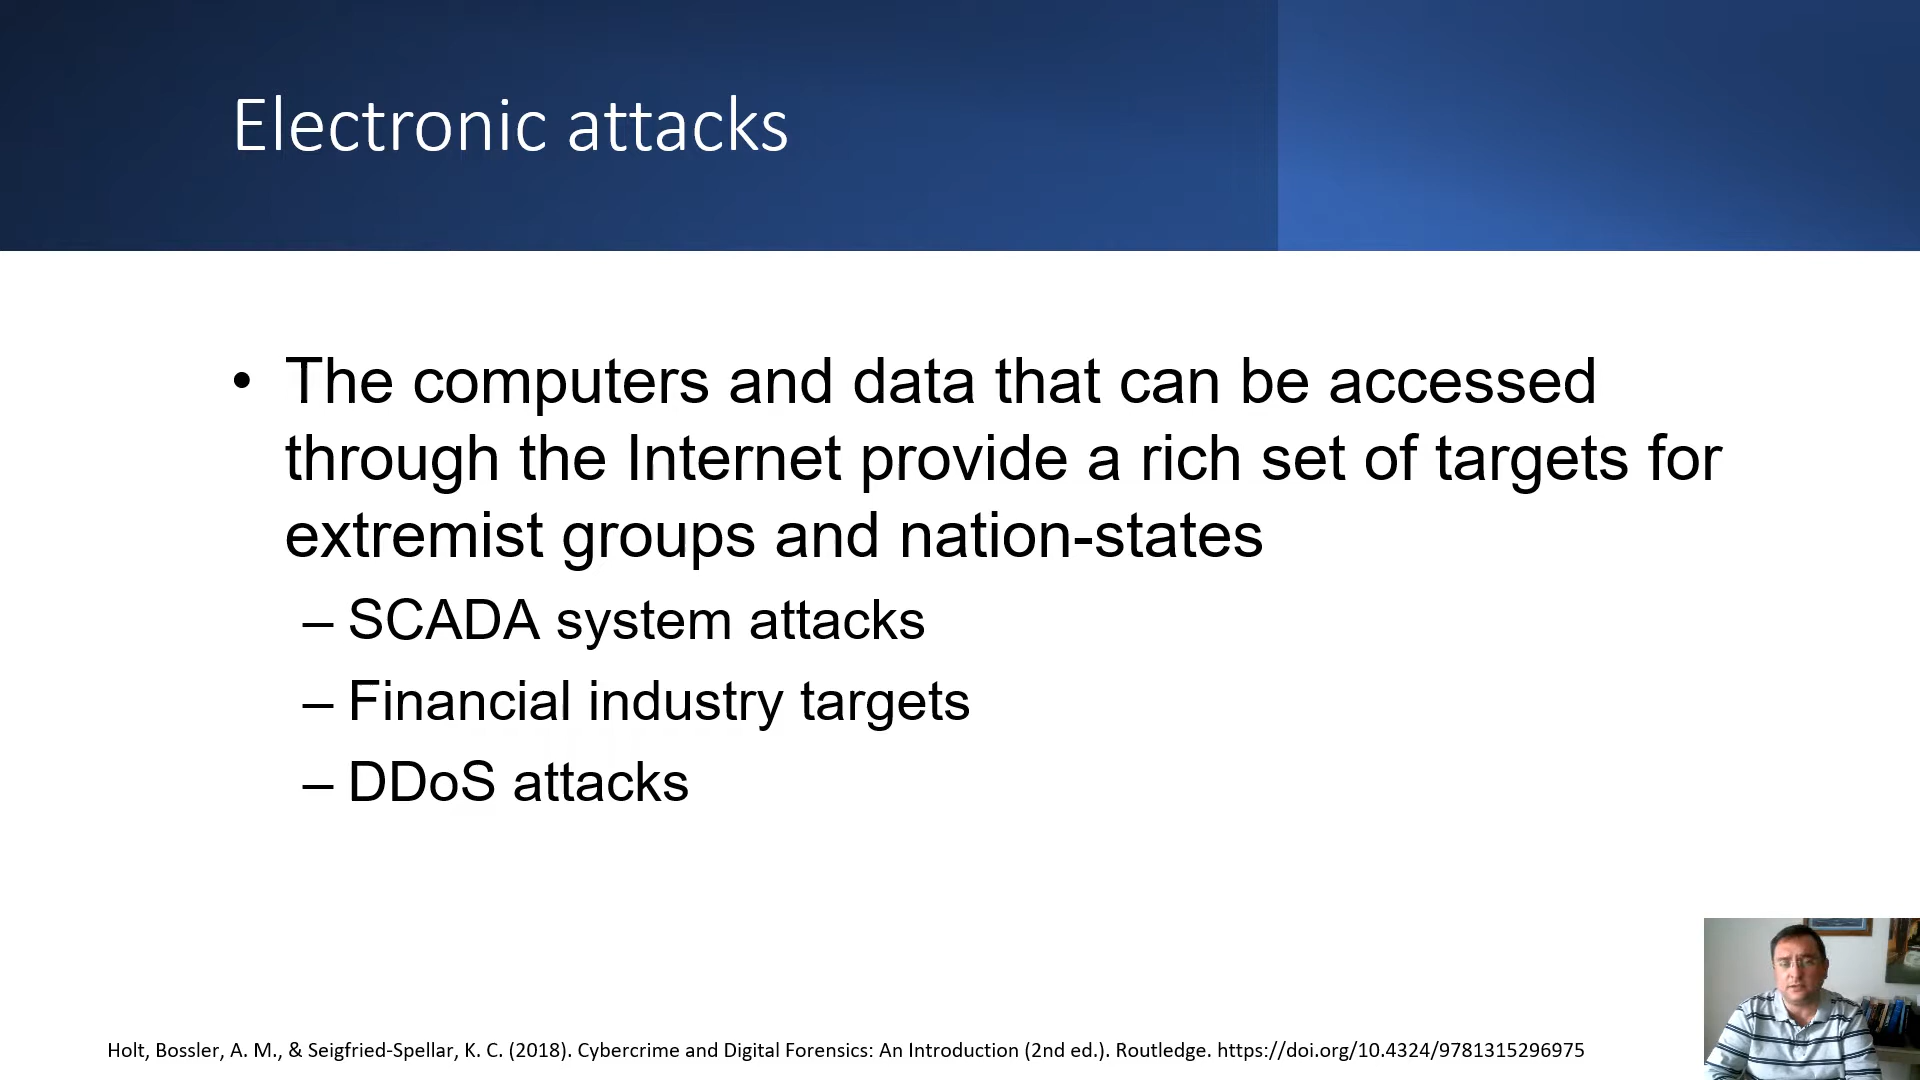 Electronic attacks
• The computers and data that can be accessed
through the Internet provide a rich set of targets for
extremist groups and nation-states
– SCADA system attacks
– Financial industry targets
– DDoS attacks
Holt, Bossler, A. M., & Seigfried-Spellar, K. C. (2018). Cybercrime and Digital Forensics: An Introduction (2nd ed.). Routledge. https://doi.org/10.4324/9781315296975